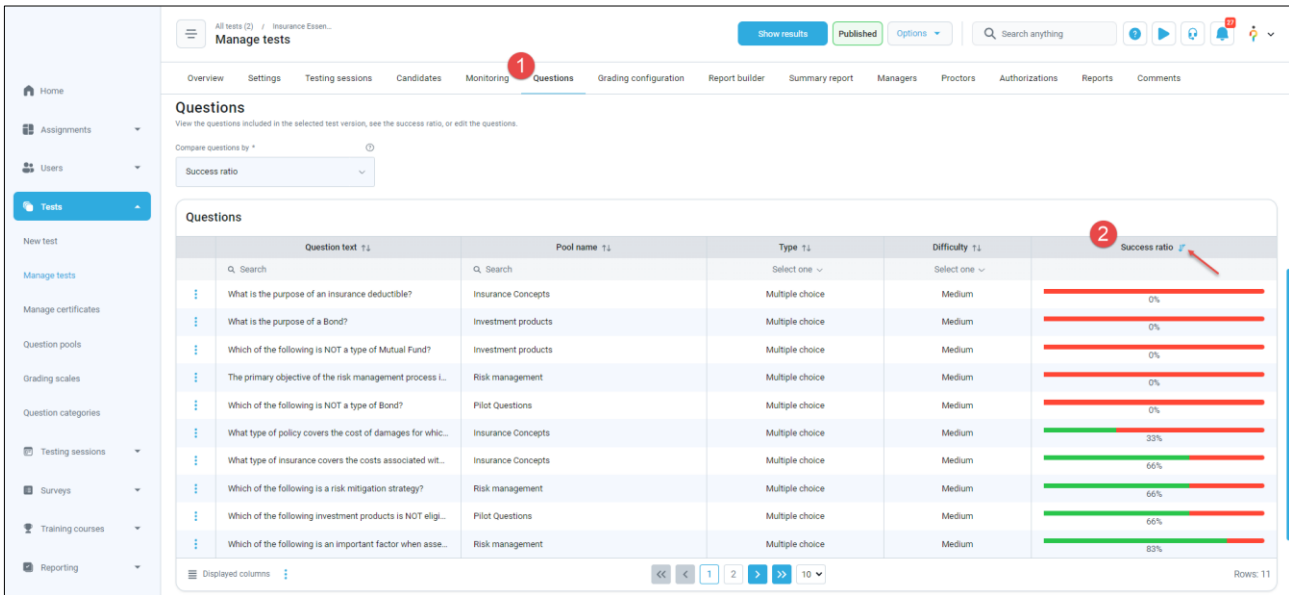 All tests (2) / Insurance Essen...
Manage tests
Show results
Published
Options
Search anything
27
1
Overview Settings Testing sessions Candidates Monitoring Questions Grading configuration Report builder Summary report Managers Proctors Authorizations Reports Comments
Home
Assignments
Users
Tests
New test
Manage tests
Manage certificates
Question pools
Grading scales
Question categories
Testing sessions
Surveys
Training courses
Reporting
Questions
View the questions included in the selected test version, see the success ratio, or edit the questions.
Compare questions by *
Success ratio
Questions
2
Question text Pool name Type Difficulty Success ratio
Search Search Select one Select one
What is the purpose of an insurance deductible? Insurance Concepts Multiple choice Medium 0%
What is the purpose of a Bond? Investment products Multiple choice Medium 0%
Which of the following is NOT a type of Mutual Fund? Investment products Multiple choice Medium 0%
The primary objective of the risk management process i... Risk management Multiple choice Medium 0%
Which of the following is NOT a type of Bond? Pilot Questions Multiple choice Medium 0%
What type of policy covers the cost of damages for whic... Insurance Concepts Multiple choice Medium 33%
What type of insurance covers the costs associated wit... Insurance Concepts Multiple choice Medium 66%
Which of the following is a risk mitigation strategy? Risk management Multiple choice Medium 66%
Which of the following investment products is NOT eligi... Pilot Questions Multiple choice Medium 66%
Which of the following is an important factor when asse... Risk management Multiple choice Medium 83%
Displayed columns
1 2 10
Rows: 11